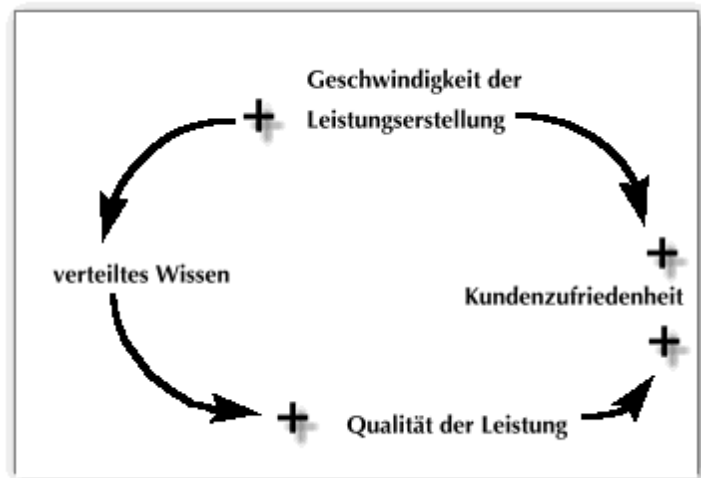 Geschwindigkeit der
+ Leistungserstellung
verteiltes Wissen
+
Kundenzufriedenheit
+
+ Qualität der Leistung